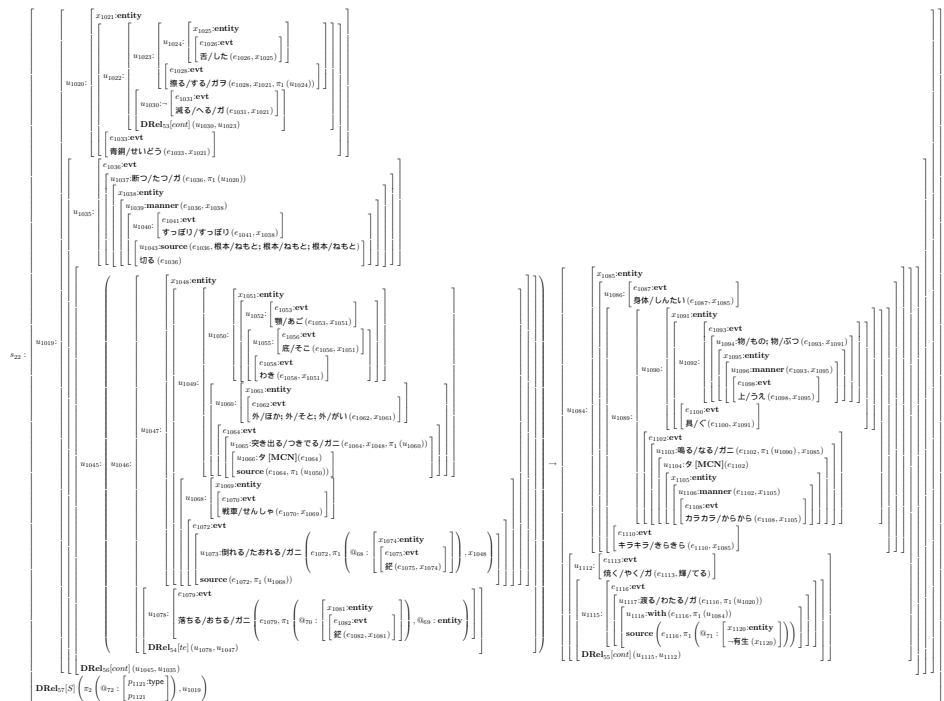 x1021:entity
x1025:entity
u1024:
e1026:evt
舌/した (e1026, x1025)
u1023:
u1020:
u1022:
e1028:evt
擦る/する/ガヲ (e1028, x1021, π1 (u1024))
u1030:¬
e1031:evt
減る/へる/ガ (e1031, x1021)
DRel53[cont] (u1030, u1023)
e1033:evt
青銅/せいどう (e1033, x1021)
e1036:evt
u1037:断つ/たつ/ガ (e1036, π1 (u1020))
x1038:entity
u1039:manner (e1036, x1038)
u1035:
u1040:
e1041:evt
すっぽり/すっぽり (e1041, x1038)
u1043:source (e1036, 根本/ねもと; 根本/ねもと; 根本/ねもと)
切る (e1036)
s22 :
u1019:
x1048:entity
x1051:entity
u1052:
e1053:evt
顎/あご (e1053, x1051)
u1050:
u1055:
e1056:evt
底/そこ (e1056, x1051)
e1058:evt
わき (e1058, x1051)
u1049:
x1061:entity
u1060:
e1062:evt
外/ほか; 外/そと; 外/がい (e1062, x1061)
u1047:
e1064:evt
u1065:突き出る/つきでる/ガニ (e1064, x1048, π1 (u1060))
u1066:タ [MCN](e1064)
source (e1064, π1 (u1050))
u1045:
u1046:
x1069:entity
u1068:
e1070:evt
戦車/せんしゃ (e1070, x1069)
e1072:evt
u1073:倒れる/たおれる/ガニ (e1072, π1 (@68 :
x1074:entity
e1075:evt
鉈 (e1075, x1074)
), x1048)
source (e1072, π1 (u1068))
e1079:evt
u1078:
落ちる/おちる/ガニ (e1079, π1 (@70 :
x1081:entity
e1082:evt
鉈 (e1082, x1081)
), @69 : entity)
DRel54[te] (u1078, u1047)
→
x1085:entity
u1086:
e1087:evt
身体/しんたい (e1087, x1085)
x1091:entity
e1093:evt
u1094:物/もの; 物/ぶつ (e1093, x1091)
u1090:
u1092:
x1095:entity
u1096:manner (e1093, x1095)
e1098:evt
上/うえ (e1098, x1095)
u1084:
u1089:
e1100:evt
具/ぐ (e1100, x1091)
e1102:evt
u1103:鳴る/なる/ガニ (e1102, π1 (u1090), x1085)
u1104:タ [MCN](e1102)
x1105:entity
u1106:manner (e1102, x1105)
e1108:evt
カラカラ/からから (e1108, x1105)
e1110:evt
キラキラ/きらきら (e1110, x1085)
u1112:
e1113:evt
焼く/やく/ガ (e1113, 輝/てる)
e1116:evt
u1117:渡る/わたる/ガ (e1116, π1 (u1020))
u1115:
u1118:with (e1116, π1 (u1084))
source (e1116, π1 (@71 :
x1120:entity
¬有生 (x1120)
))
DRel55[cont] (u1115, u1112)
DRel56[cont] (u1045, u1035)
DRel57[S] (π2 (@72 :
p1121:type
p1121
), u1019)